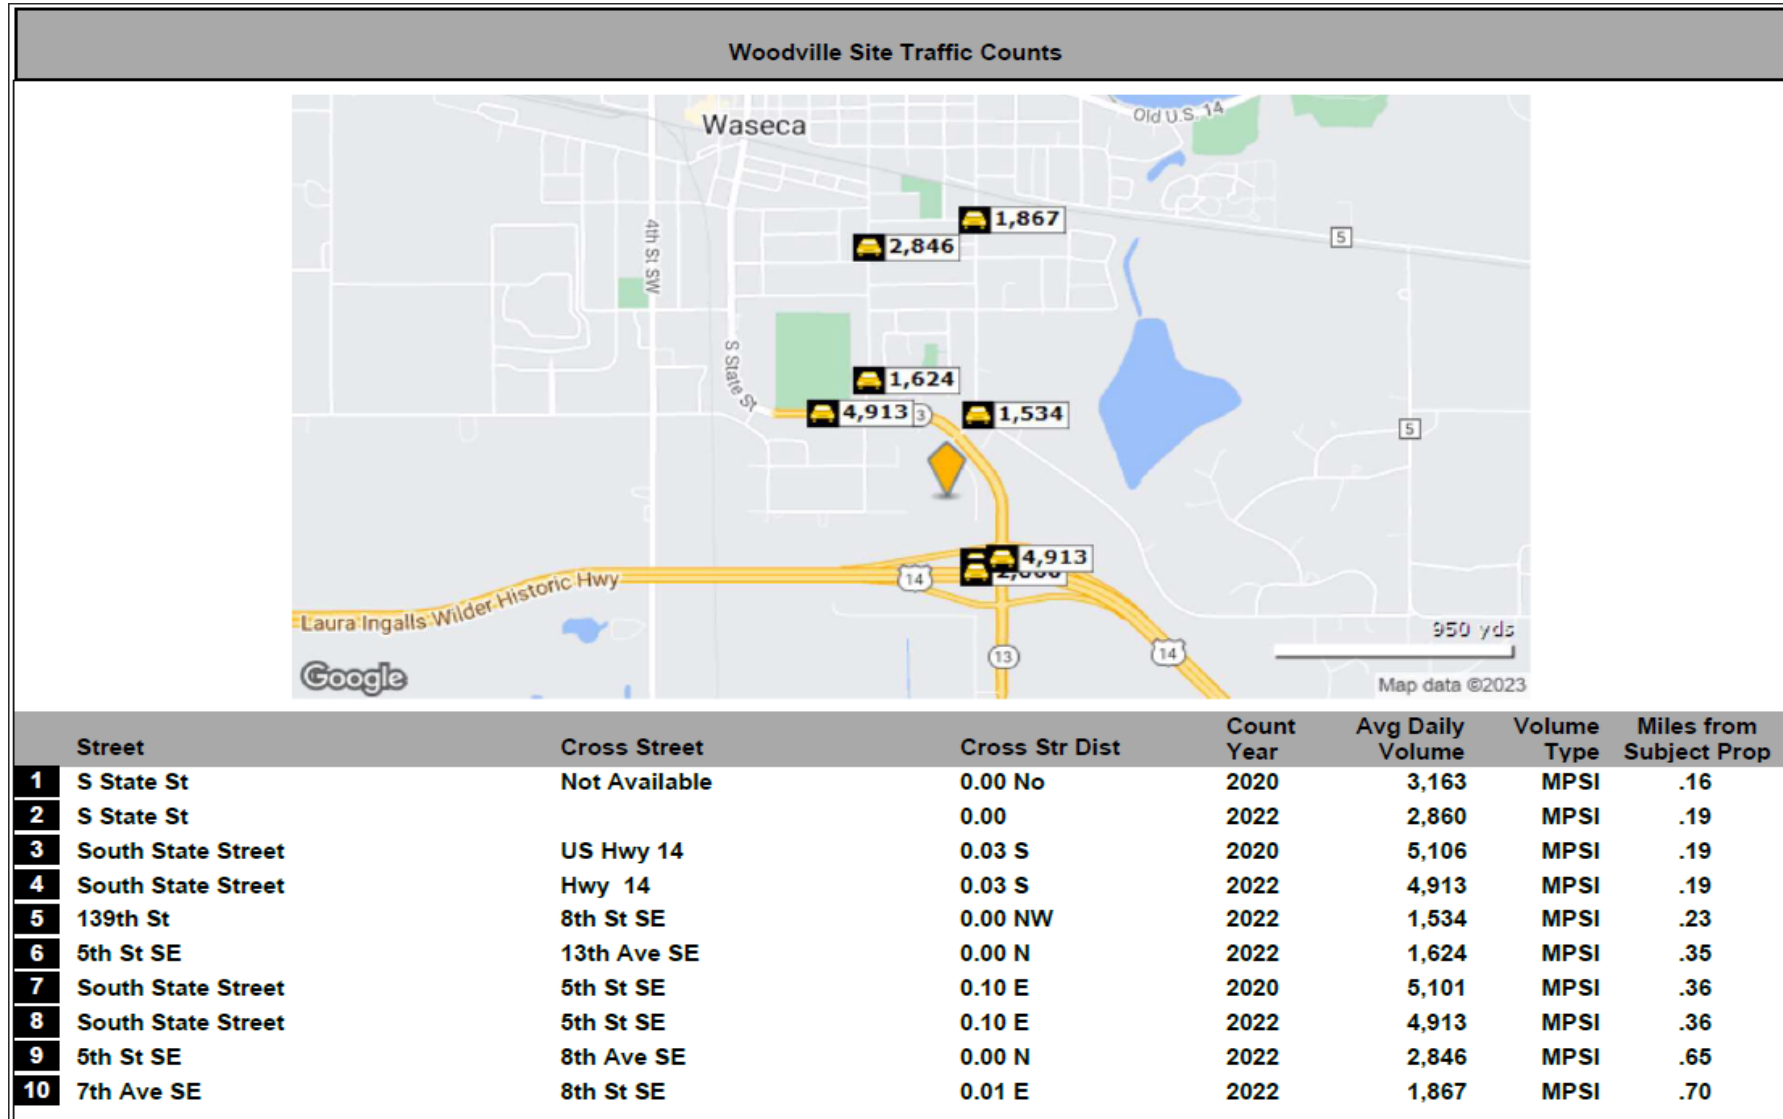 Woodville Site Traffic Counts
Waseca
Old U.S. 14
1,867
2,846
5
4th St SW
S State St
1,624
4,913
3
1,534
5
4,913
14
Laura Ingalls Wilder Historic Hwy
950 yds
13
14
Google
Map data ©2023
Street Cross Street Cross Str Dist Count Year Avg Daily Volume Volume Type Miles from Subject Prop
1 S State St Not Available 0.00 No 2020 3,163 MPSI .16
2 S State St 0.00 2022 2,860 MPSI .19
3 South State Street US Hwy 14 0.03 S 2020 5,106 MPSI .19
4 South State Street Hwy 14 0.03 S 2022 4,913 MPSI .19
5 139th St 8th St SE 0.00 NW 2022 1,534 MPSI .23
6 5th St SE 13th Ave SE 0.00 N 2022 1,624 MPSI .35
7 South State Street 5th St SE 0.10 E 2020 5,101 MPSI .36
8 South State Street 5th St SE 0.10 E 2022 4,913 MPSI .36
9 5th St SE 8th Ave SE 0.00 N 2022 2,846 MPSI .65
10 7th Ave SE 8th St SE 0.01 E 2022 1,867 MPSI .70